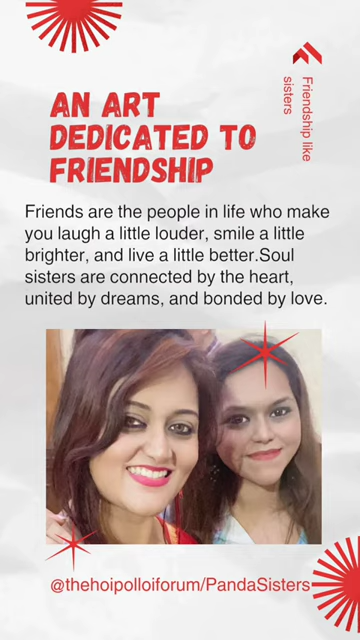 AN ART
DEDICATED TO
FRIENDSHIP
Friendship like
sisters
Friends are the people in life who make
you laugh a little louder, smile a little
brighter, and live a little better.Soul
sisters are connected by the heart,
united by dreams, and bonded by love.
@thehoipolloiforum/PandaSisters